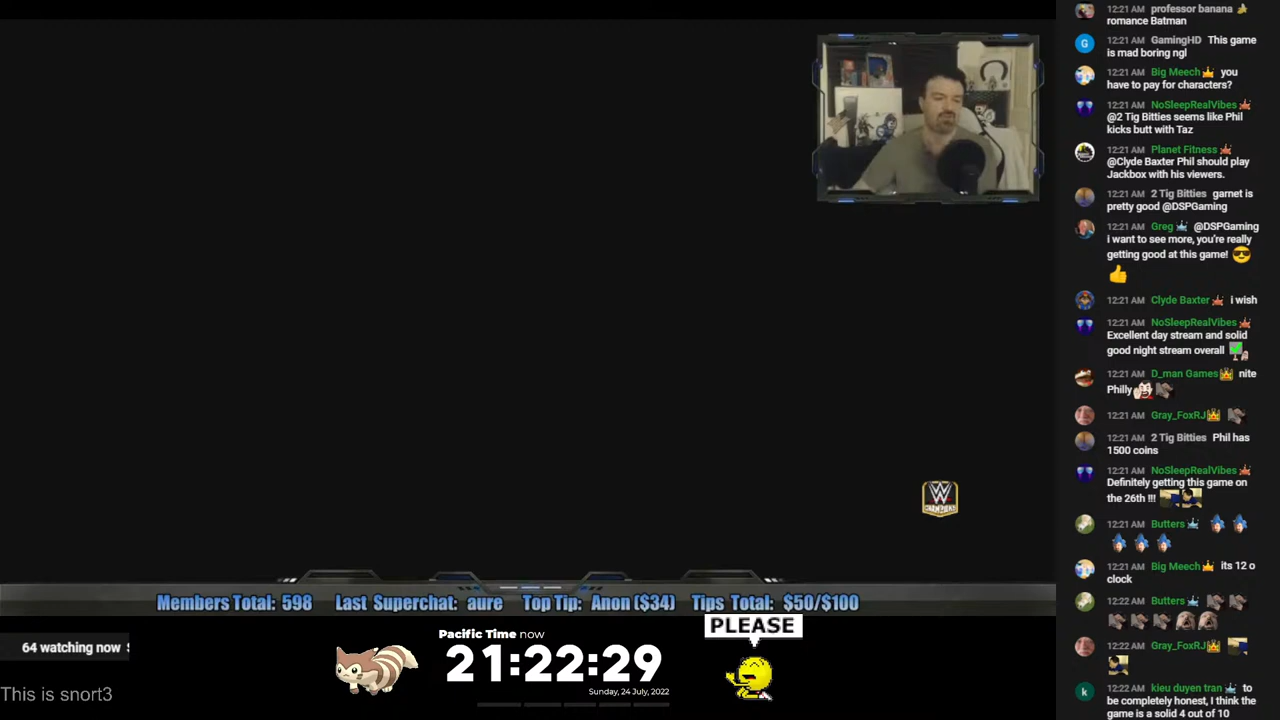 professor banana
12:21 AM
romance Batman
12:21 AM GamingHD This game
is mad boring ngl
12:21 AM Big Meech you
have to pay for characters?
12:21 AM NoSleepRealVibes
@2 Tig Bitties seems like Phil
kicks butt with Taz
12:21 AM Planet Fitness
@Clyde Baxter Phil should play
Jackbox with his viewers.
12:21 AM 2 Tig Bitties garnet is
pretty good @DSPGaming
12:21 AM Greg @DSPGaming
i want to see more, you're really
getting good at this game!
12:21 AM Clyde Baxter i wish
12:21 AM NoSleepRealVibes
Excellent day stream and solid
good night stream overall
12:21 AM D_man Games nite
Philly
12:21 AM Gray_FoxRJ
12:21 AM 2 Tig Bitties Phil has
1500 coins
12:21 AM NoSleepRealVibes
Definitely getting this game on
the 26th !!!
12:21 AM Butters
12:21 AM Big Meech its 12 o
clock
12:22 AM Butters
12:22 AM Gray_FoxRJ
12:22 AM kieu duyen tran to
be completely honest, I think the
game is a solid 4 out of 10
W
CHAMPIONS
Members Total: 598 Last Superchat: aure Top Tip: Anon ($34) Tips Total: $50/$100
PLEASE
64 watching now
Pacific Time now
21:22:29
Sunday, 24 July, 2022
This is snort3